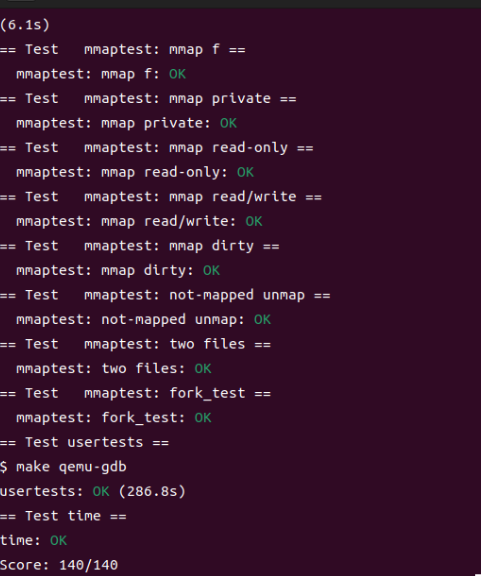 (6.1s)
== Test   mmaptest: mmap f ==
  mmaptest: mmap f: OK
== Test   mmaptest: mmap private ==
  mmaptest: mmap private: OK
== Test   mmaptest: mmap read-only ==
  mmaptest: mmap read-only: OK
== Test   mmaptest: mmap read/write ==
  mmaptest: mmap read/write: OK
== Test   mmaptest: mmap dirty ==
  mmaptest: mmap dirty: OK
== Test   mmaptest: not-mapped unmap ==
  mmaptest: not-mapped unmap: OK
== Test   mmaptest: two files ==
  mmaptest: two files: OK
== Test   mmaptest: fork_test ==
  mmaptest: fork_test: OK
== Test usertests ==
$ make qemu-gdb
usertests: OK (286.8s)
== Test time ==
time: OK
Score: 140/140